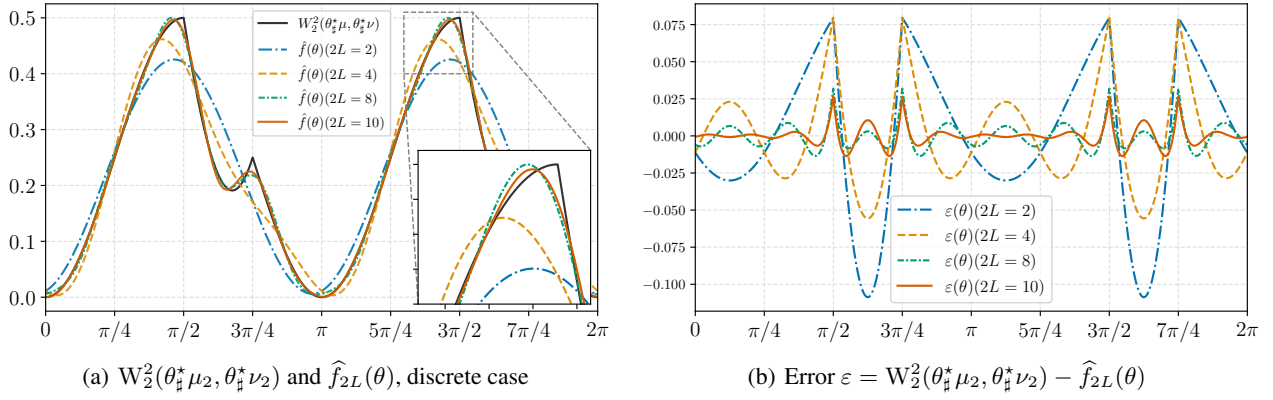 0.5
0.4
0.3
0.2
0.1
0.0
W₂²(θ♯*μ, θ♯*ν)
f̂(θ)(2L = 2)
f̂(θ)(2L = 4)
f̂(θ)(2L = 8)
f̂(θ)(2L = 10)
0 π/4 π/2 3π/4 π 5π/4 3π/2 7π/4 2π
(a) W₂²(θ♯*μ₂, θ♯*ν₂) and f̂₂L(θ), discrete case
0.075
0.050
0.025
0.000
−0.025
−0.050
−0.075
−0.100
ε(θ)(2L = 2)
ε(θ)(2L = 4)
ε(θ)(2L = 8)
ε(θ)(2L = 10)
0 π/4 π/2 3π/4 π 5π/4 3π/2 7π/4 2π
(b) Error ε = W₂²(θ♯*μ₂, θ♯*ν₂) − f̂₂L(θ)